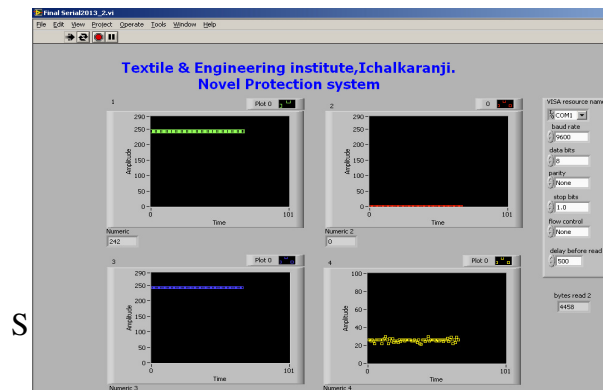 Final Serial2013_2.vi
File Edit View Project Operate Tools Window Help
Textile & Engineering institute,Ichalkaranji.
Novel Protection system
1
Plot 0
290
250
200
150
100
50
0
Amplitude
0
101
Time
Numeric
242
2
0
290
250
200
150
100
50
0
Amplitude
0
101
Time
Numeric 2
0
VISA resource name
COM1
baud rate
9600
data bits
8
parity
None
stop bits
1.0
flow control
None
delay before read
500
bytes read 2
4458
3
Plot 0
290
250
200
150
100
50
0
Amplitude
0
101
Time
Numeric 3
4
Plot 0
100
80
60
40
20
0
Amplitude
0
101
Time
Numeric 4
S